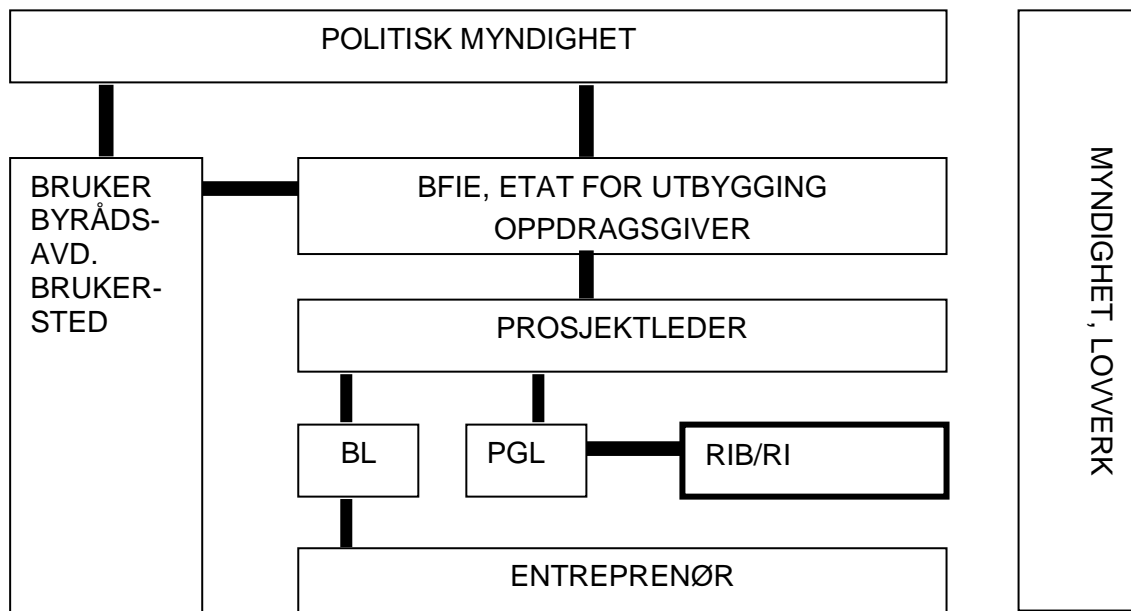 POLITISK MYNDIGHET
BRUKER
BYRÅDS-
AVD.
BRUKER-
STED
BFIE, ETAT FOR UTBYGGING
OPPDRAGSGIVER
PROSJEKTLEDER
BL
PGL
RIB/RI
ENTREPRENØR
MYNDIGHET, LOVVERK